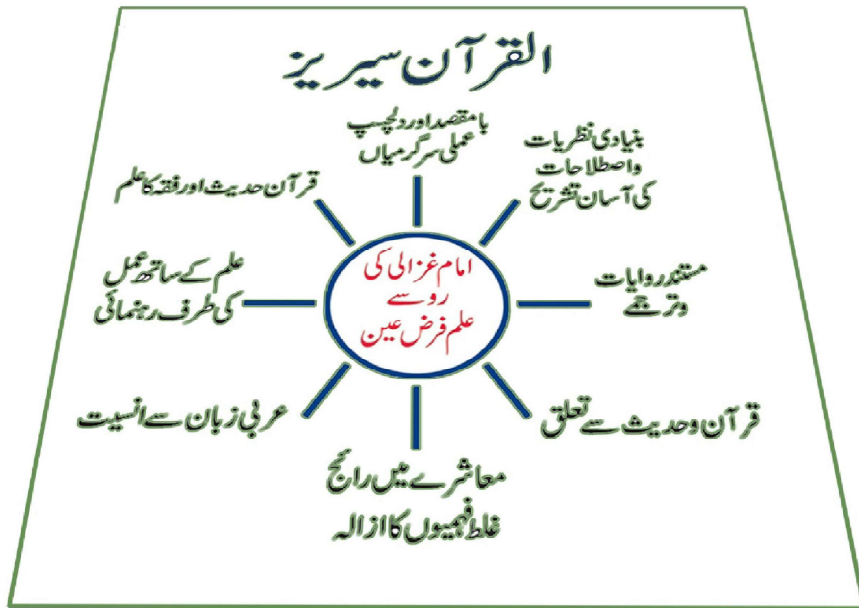 القرآن سیریز
بامقصد اور دلچسپ
عملی سرگرمیاں
بنیادی نظریات
واصطلاحات
کی آسان تشریح
مستند روایات
وترجمے
قرآن وحدیث سے تعلق
معاشرے میں رائج
غلط فہمیوں کا ازالہ
عربی زبان سے انسیت
علم کے ساتھ عمل
کی طرف رہنمائی
قرآن حدیث اور فقہ کا علم
امام غزالی کی
رو سے
علم فرض عین